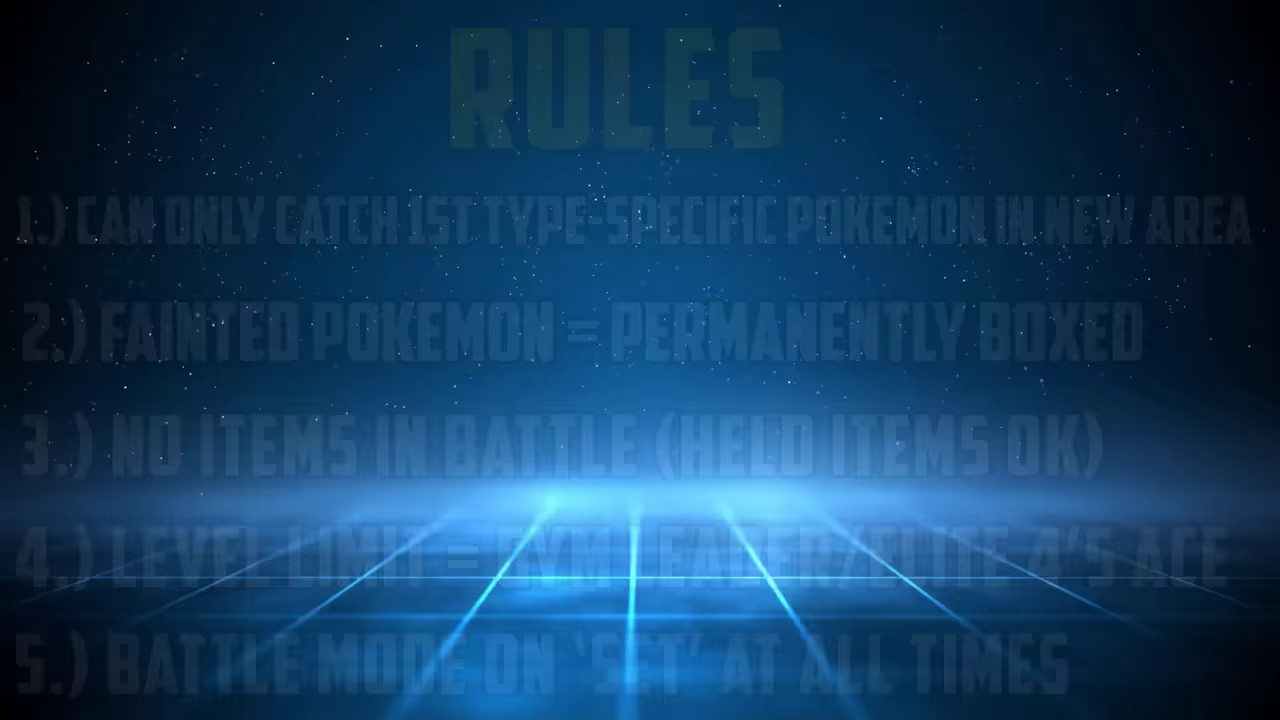 RULES
1.) CAN ONLY CATCH 1ST TYPE-SPECIFIC POKEMON IN NEW AREA
2.) FAINTED POKEMON = PERMANENTLY BOXED
3.) NO ITEMS IN BATTLE (HELD ITEMS OK)
4.) LEVEL LIMIT = GYM LEADER/ELITE 4'S ACE
5.) BATTLE MODE ON 'SET' AT ALL TIMES